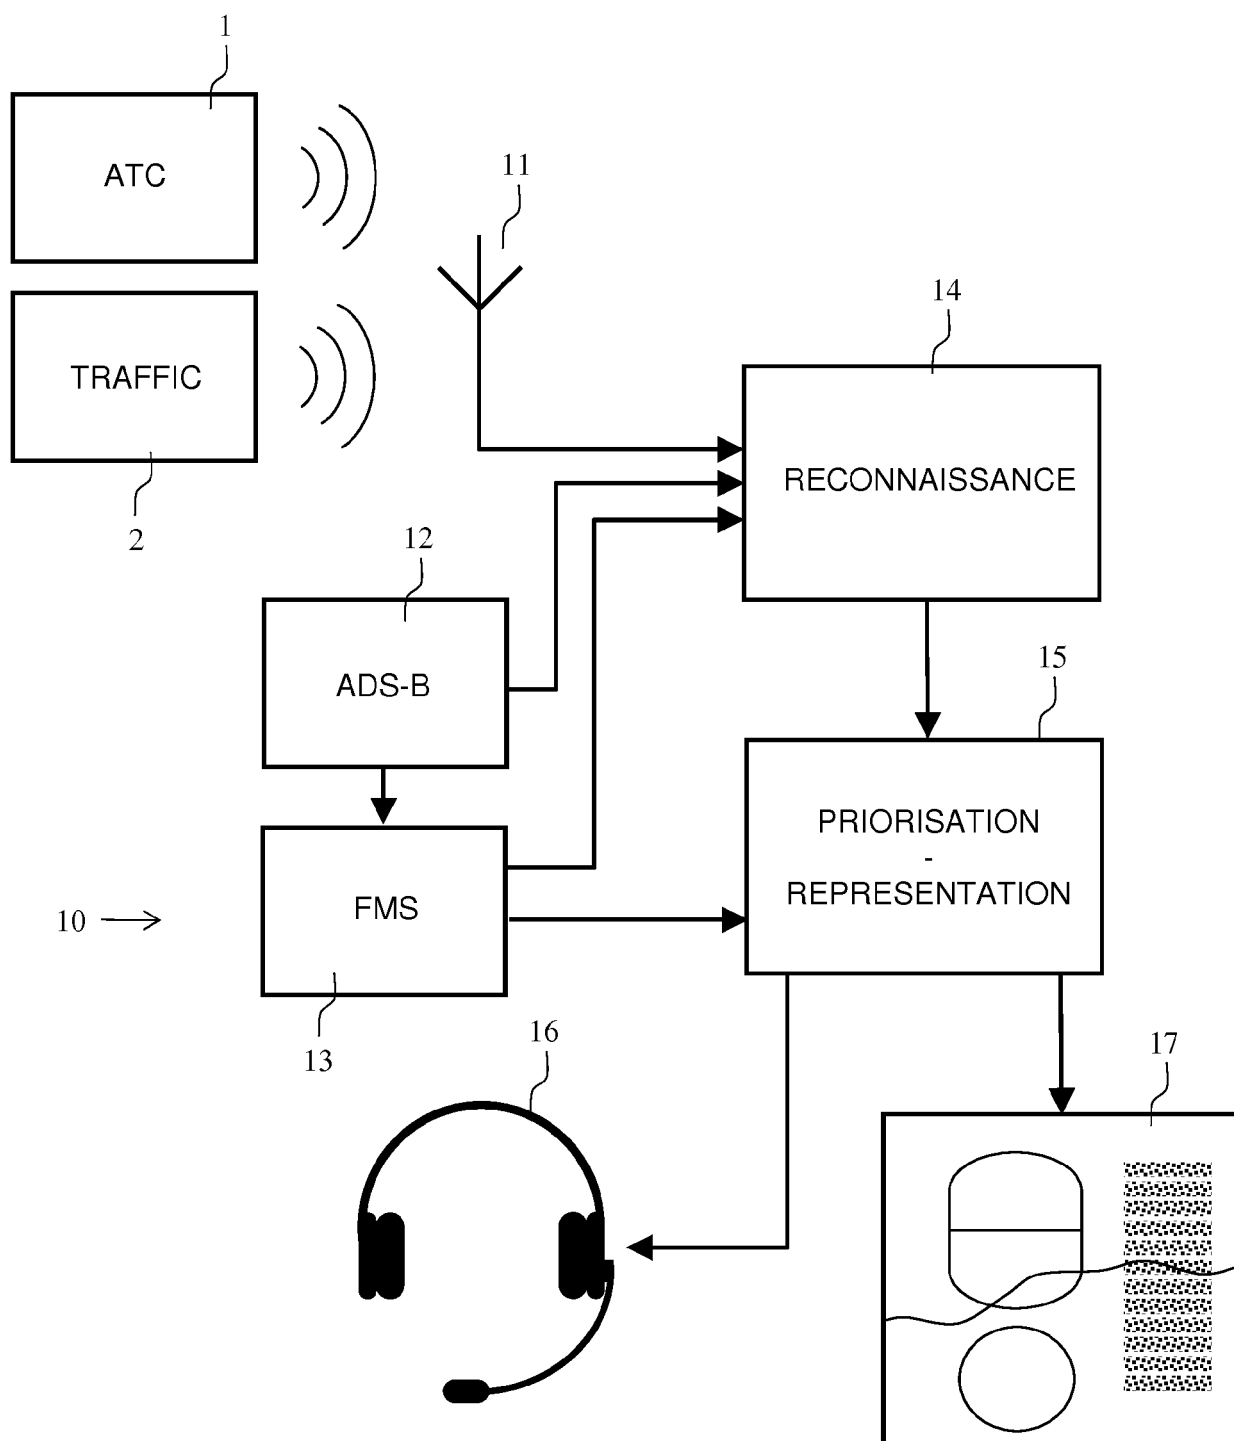 1
ATC
11
14
TRAFFIC
RECONNAISSANCE
2
12
15
ADS-B
PRIORISATION
-
REPRESENTATION
FMS
10
13
16
17